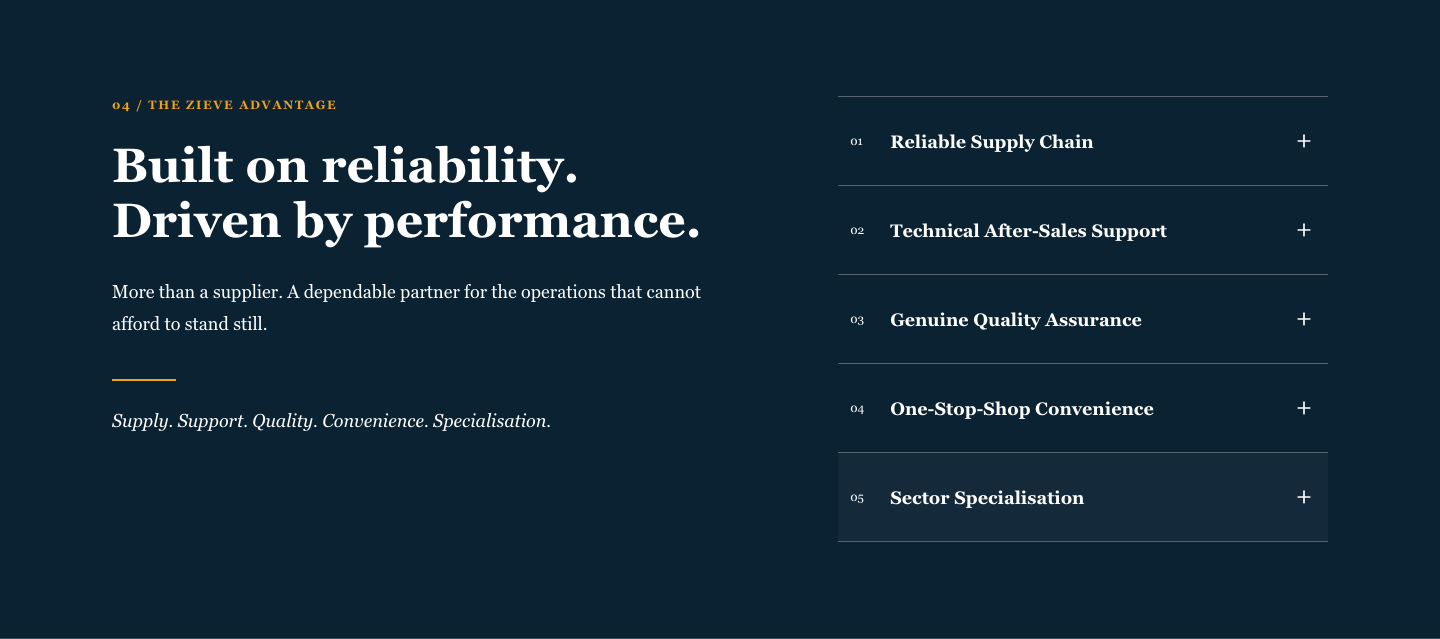 04 / THE ZIEVE ADVANTAGE
Built on reliability.
Driven by performance.
More than a supplier. A dependable partner for the operations that cannot
afford to stand still.
Supply. Support. Quality. Convenience. Specialisation.
01 Reliable Supply Chain +
02 Technical After-Sales Support +
03 Genuine Quality Assurance +
04 One-Stop-Shop Convenience +
05 Sector Specialisation +